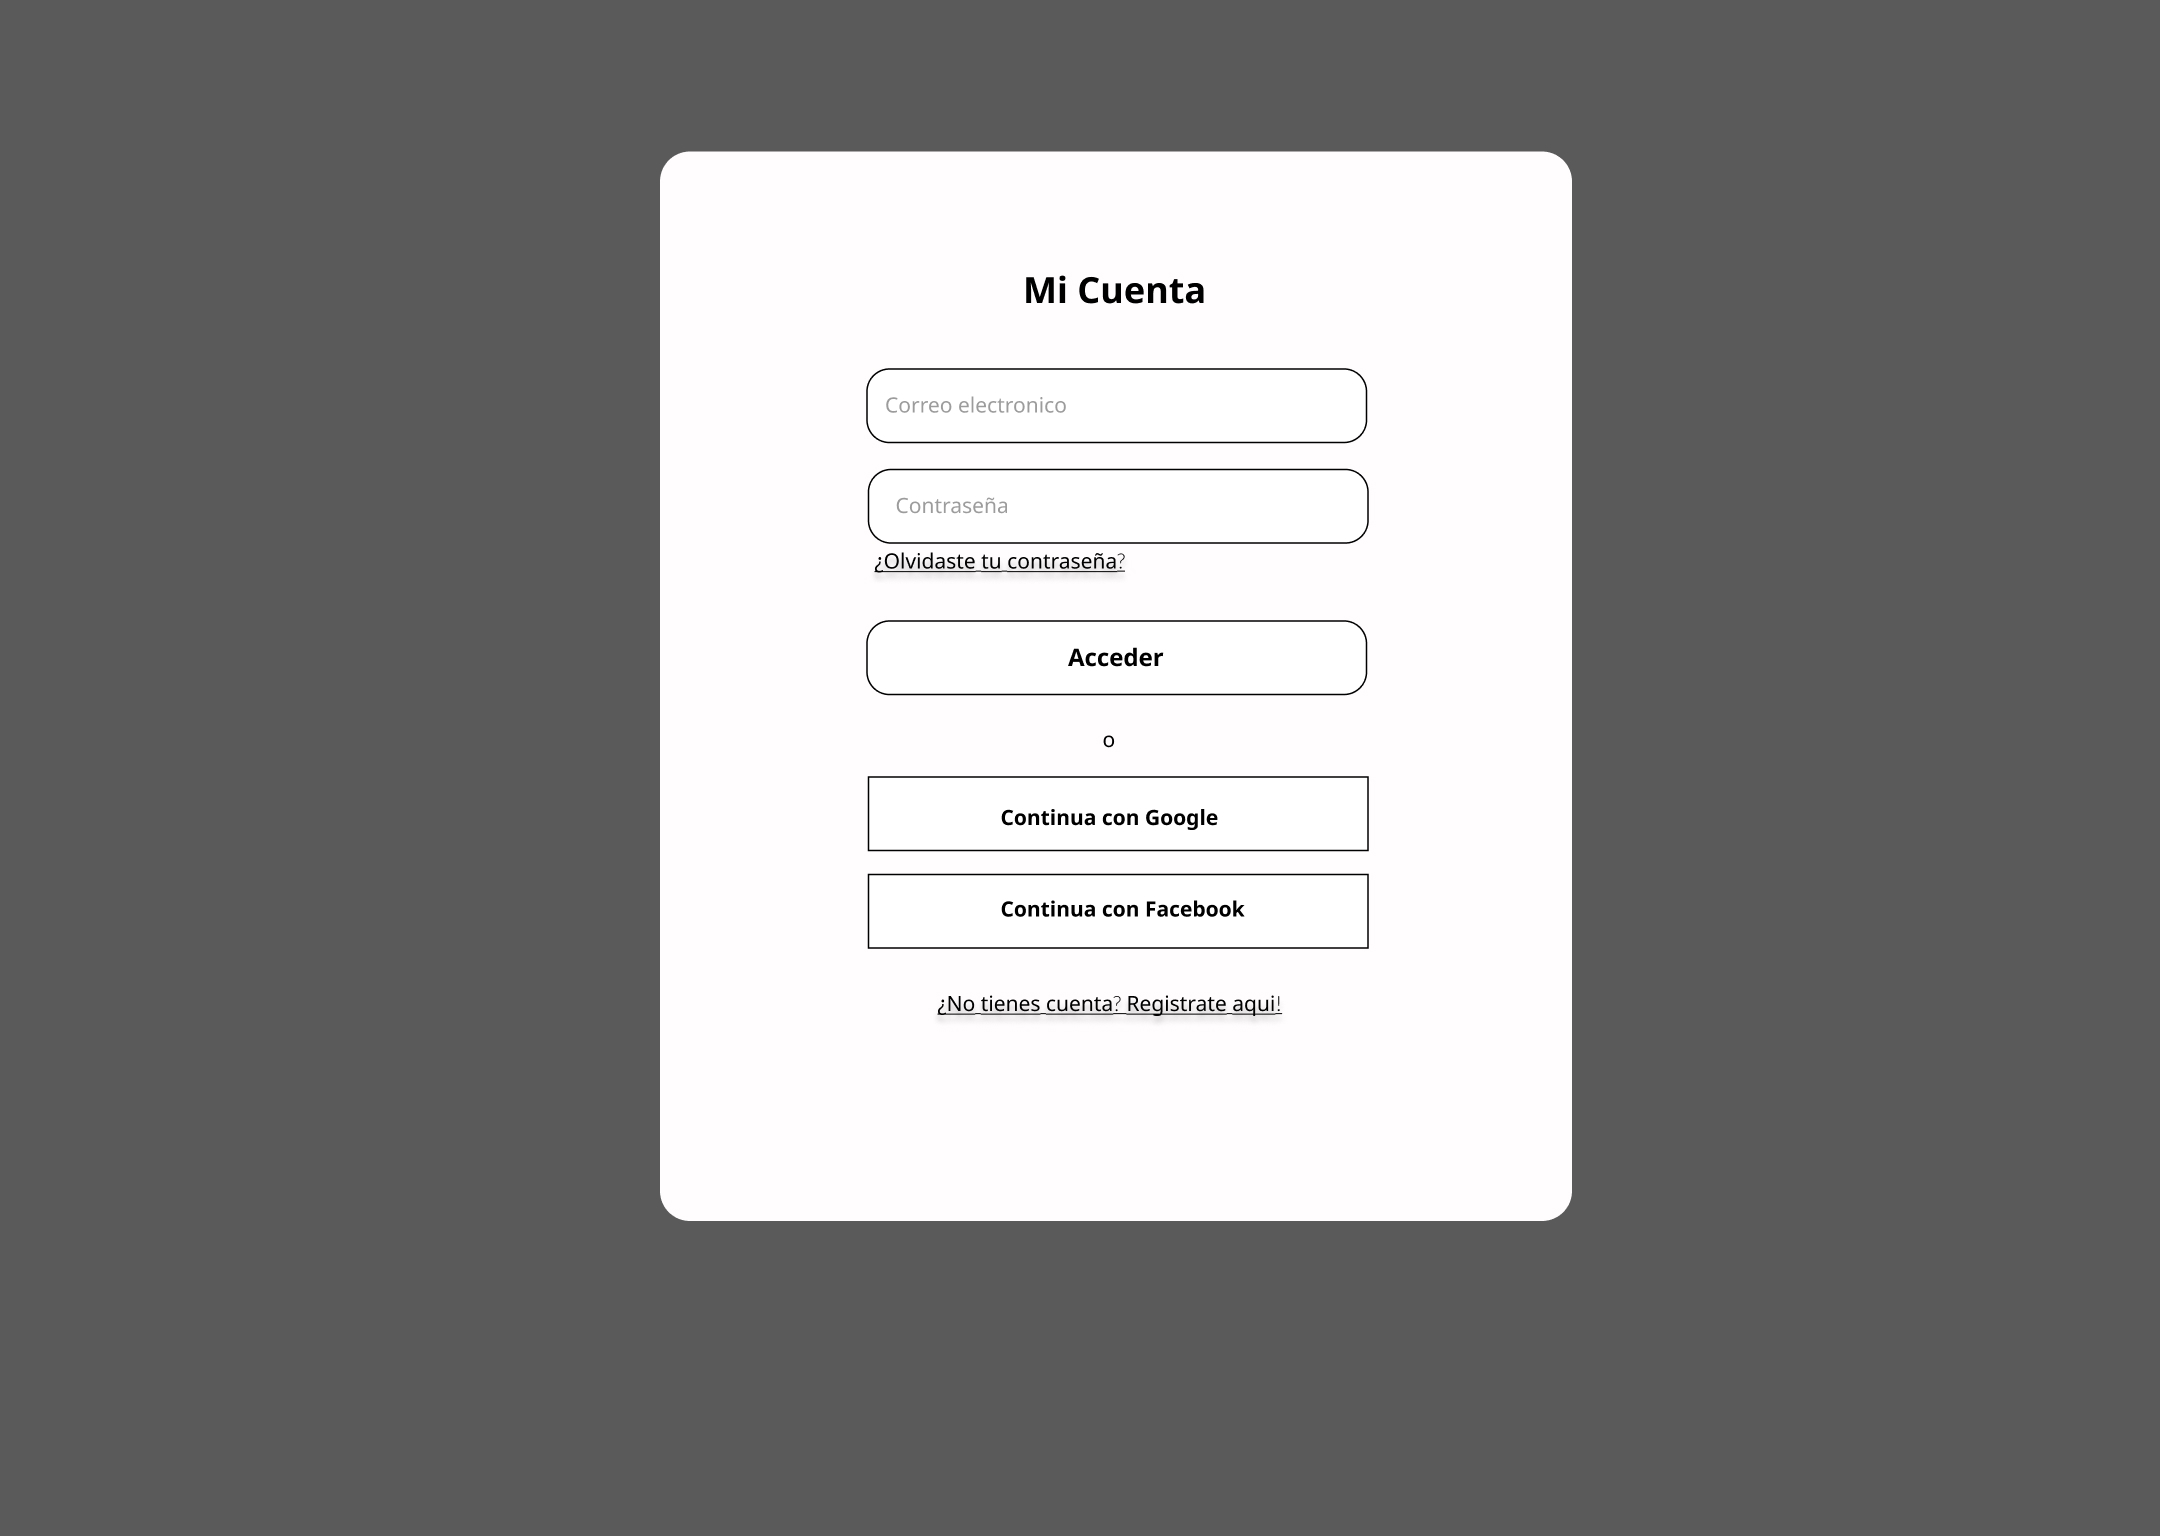 Mi Cuenta
Correo electronico
Contraseña
¿Olvidaste tu contraseña?
Acceder
o
Continua con Google
Continua con Facebook
¿No tienes cuenta? Registrate aqui!